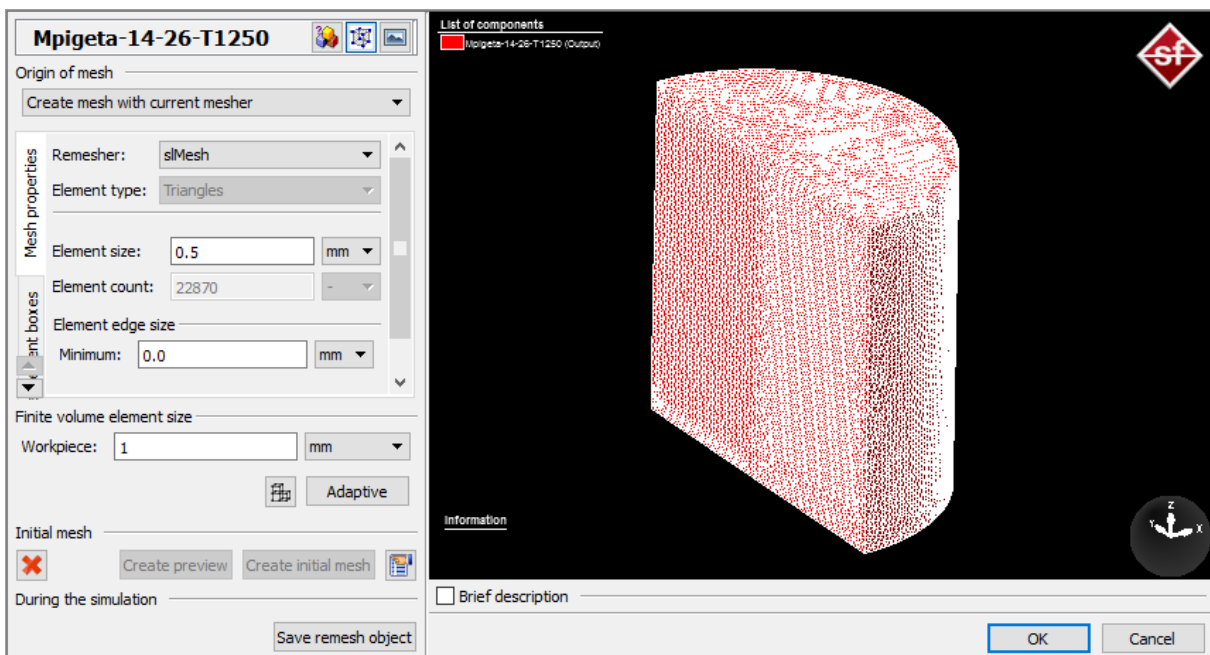 Mpigeta-14-26-T1250
Origin of mesh
Create mesh with current mesher
Mesh properties
Remesher: slMesh
Element type: Triangles
Element size: 0.5 mm
Element count: 22870 -
Element edge size
Minimum: 0.0 mm
ent boxes
Finite volume element size
Workpiece: 1 mm
Adaptive
Initial mesh
Create preview Create initial mesh
During the simulation
Save remesh object
List of components
Mpigeta-14-26-T1250 (Output)
sf
Information
Z
Y X
Brief description
OK Cancel